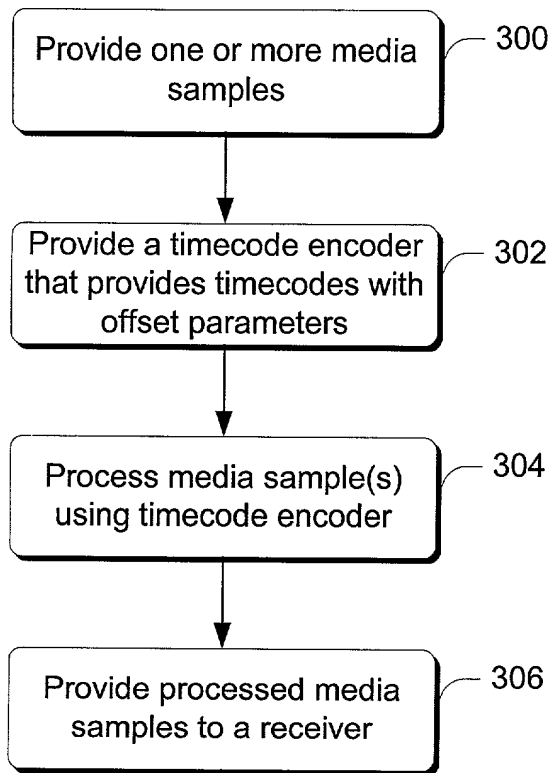 Provide one or more media
samples
300
Provide a timecode encoder
that provides timecodes with
offset parameters
302
Process media sample(s)
using timecode encoder
304
Provide processed media
samples to a receiver
306